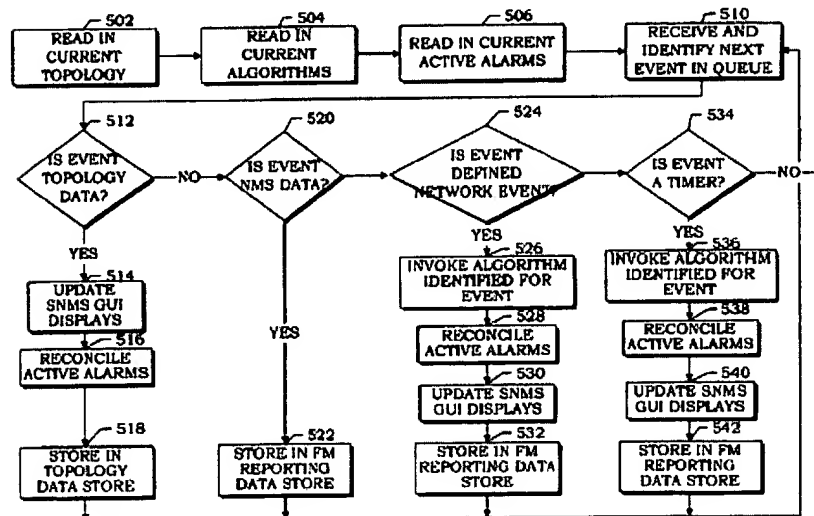 502
READ IN
CURRENT
TOPOLOGY
504
READ IN
CURRENT
ALGORITHMS
506
READ IN CURRENT
ACTIVE ALARMS
510
RECEIVE AND
IDENTIFY NEXT
EVENT IN QUEUE
512
IS EVENT
TOPOLOGY
DATA?
NO
520
IS EVENT
NMS DATA?
524
IS EVENT
DEFINED
NETWORK EVENT?
534
IS EVENT
A TIMER?
NO
YES
514
UPDATE
SNMS GUI
DISPLAYS
516
RECONCILE
ACTIVE ALARMS
518
STORE IN
TOPOLOGY
DATA STORE
YES
522
STORE IN FM
REPORTING
DATA STORE
YES
526
INVOKE ALGORITHM
IDENTIFIED FOR
EVENT
528
RECONCILE
ACTIVE ALARMS
530
UPDATE SNMS
GUI DISPLAYS
532
STORE IN FM
REPORTING DATA
STORE
YES
536
INVOKE ALGORITHM
IDENTIFIED FOR
EVENT
538
RECONCILE
ACTIVE ALARMS
540
UPDATE SNMS
GUI DISPLAYS
542
STORE IN FM
REPORTING
DATA STORE